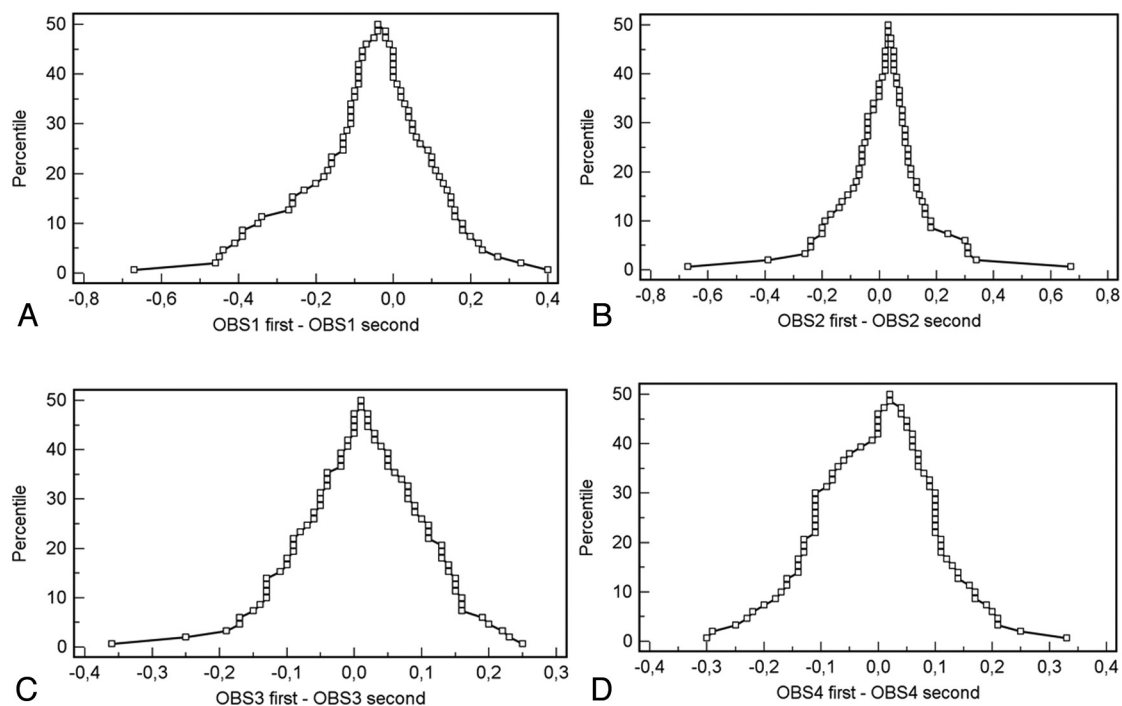 50
40
30
20
10
0
Percentile
-0,8 -0,6 -0,4 -0,2 0,0 0,2 0,4
A
OBS1 first - OBS1 second
50
40
30
20
10
0
Percentile
-0,8 -0,6 -0,4 -0,2 0,0 0,2 0,4 0,6 0,8
B
OBS2 first - OBS2 second
50
40
30
20
10
0
Percentile
-0,4 -0,3 -0,2 -0,1 0,0 0,1 0,2 0,3
C
OBS3 first - OBS3 second
50
40
30
20
10
0
Percentile
-0,4 -0,3 -0,2 -0,1 0,0 0,1 0,2 0,3 0,4
D
OBS4 first - OBS4 second